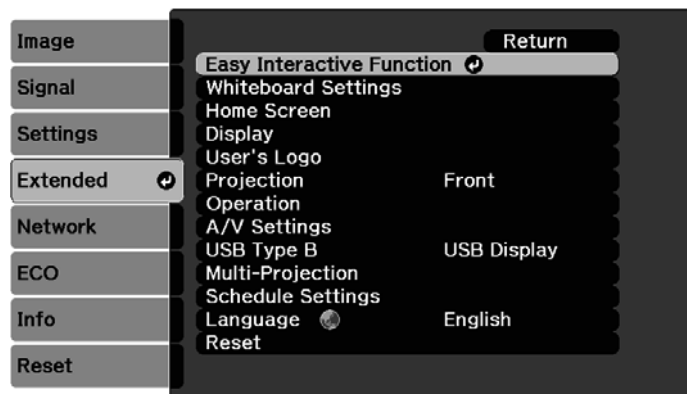 Image
Signal
Settings
Extended
Network
ECO
Info
Reset
Return
Easy Interactive Function
Whiteboard Settings
Home Screen
Display
User's Logo
Projection Front
Operation
A/V Settings
USB Type B USB Display
Multi-Projection
Schedule Settings
Language English
Reset